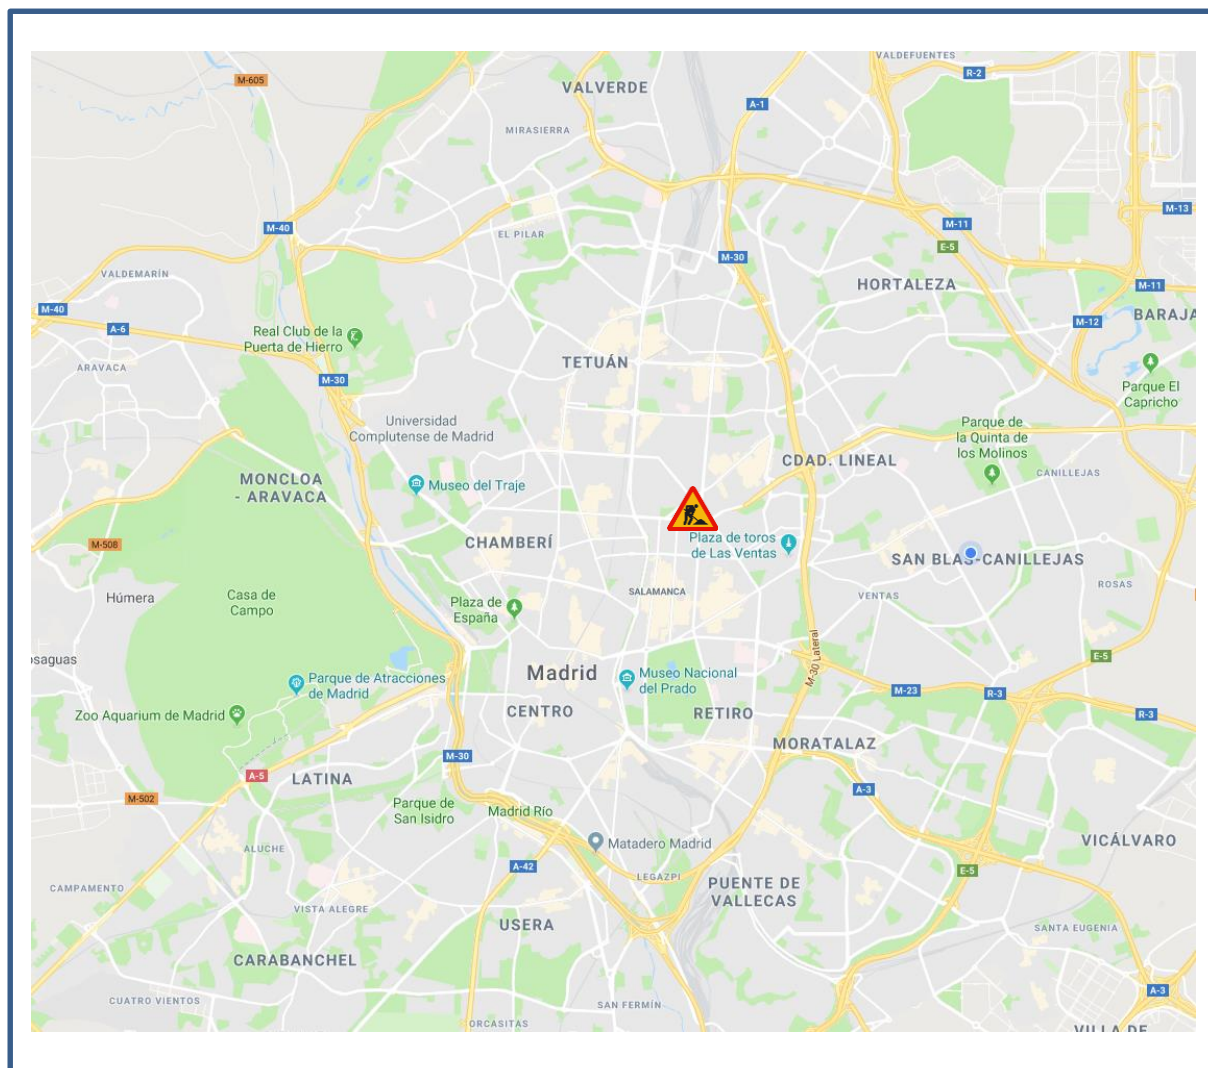 VALDEFUENTES
R-2
M-605
VALVERDE
A-1
MIRASIERRA
M-13
M-40
M-11
EL PILAR
E-5
M-30
VALDEMARÍN
HORTALEZA
M-11
M-40
M-12
BARAJA
A-6
Real Club de la
Puerta de Hierro
TETUÁN
ARAVACA
M-30
Parque El
Capricho
Universidad
Complutense de Madrid
Parque de
la Quinta de
los Molinos
CDAD. LINEAL
CANILLEJAS
MONCLOA
- ARAVACA
Museo del Traje
M-508
CHAMBERÍ
Plaza de toros
de Las Ventas
SAN BLAS-CANILLEJAS
ROSAS
Húmera
Casa de
Campo
Plaza de
España
SALAMANCA
VENTAS
osaguas
M-30 Lateral
E-5
Madrid
Museo Nacional
del Prado
Parque de Atracciones
de Madrid
M-23
R-3
Zoo Aquarium de Madrid
CENTRO
RETIRO
R-3
MORATALAZ
M-30
A-5
LATINA
A-3
M-502
Parque de
San Isidro
Madrid Río
Matadero Madrid
VICÁLVARO
ALUCHE
A-42
LEGAZPI
E-5
CAMPAMENTO
PUENTE DE
VALLECAS
VISTA ALEGRE
USERA
SANTA EUGENIA
CARABANCHEL
A-3
CUATRO VIENTOS
SAN FERMÍN
ORCASITAS
VILLA DE